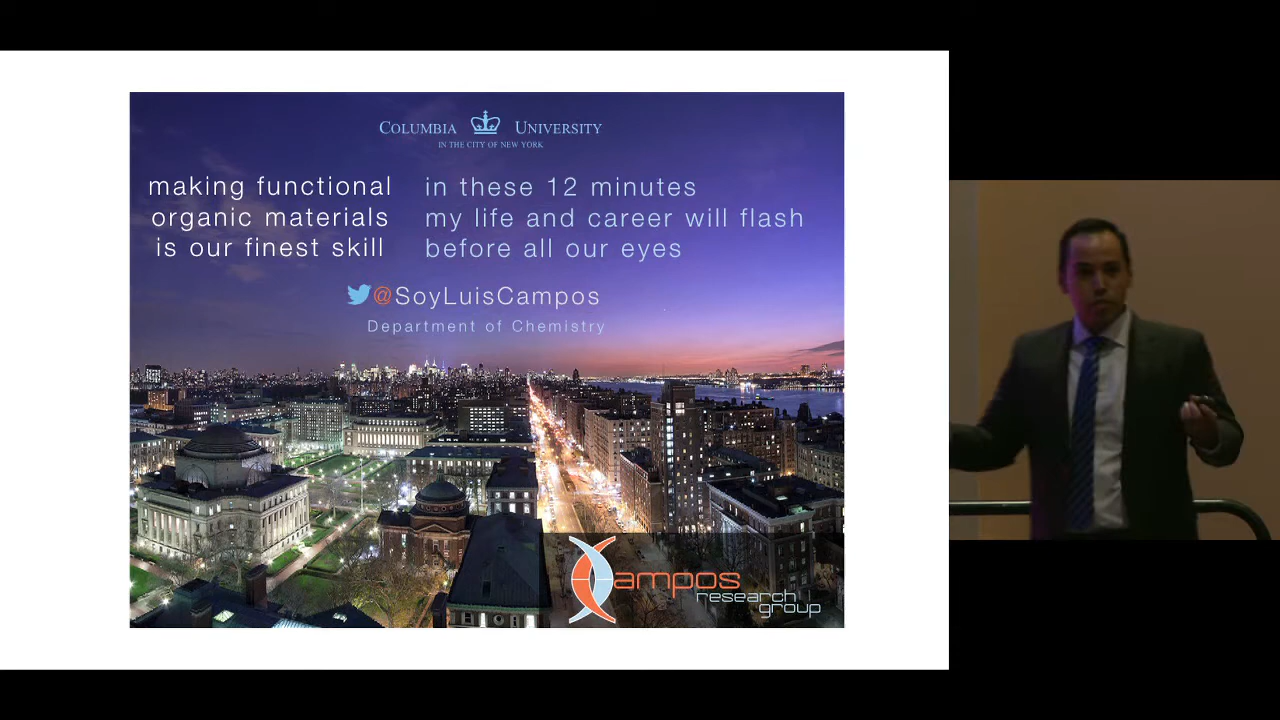 COLUMBIA UNIVERSITY
IN THE CITY OF NEW YORK
making functional
organic materials
is our finest skill
in these 12 minutes
my life and career will flash
before all our eyes
@SoyLuisCampos
Department of Chemistry
Campos
research
group